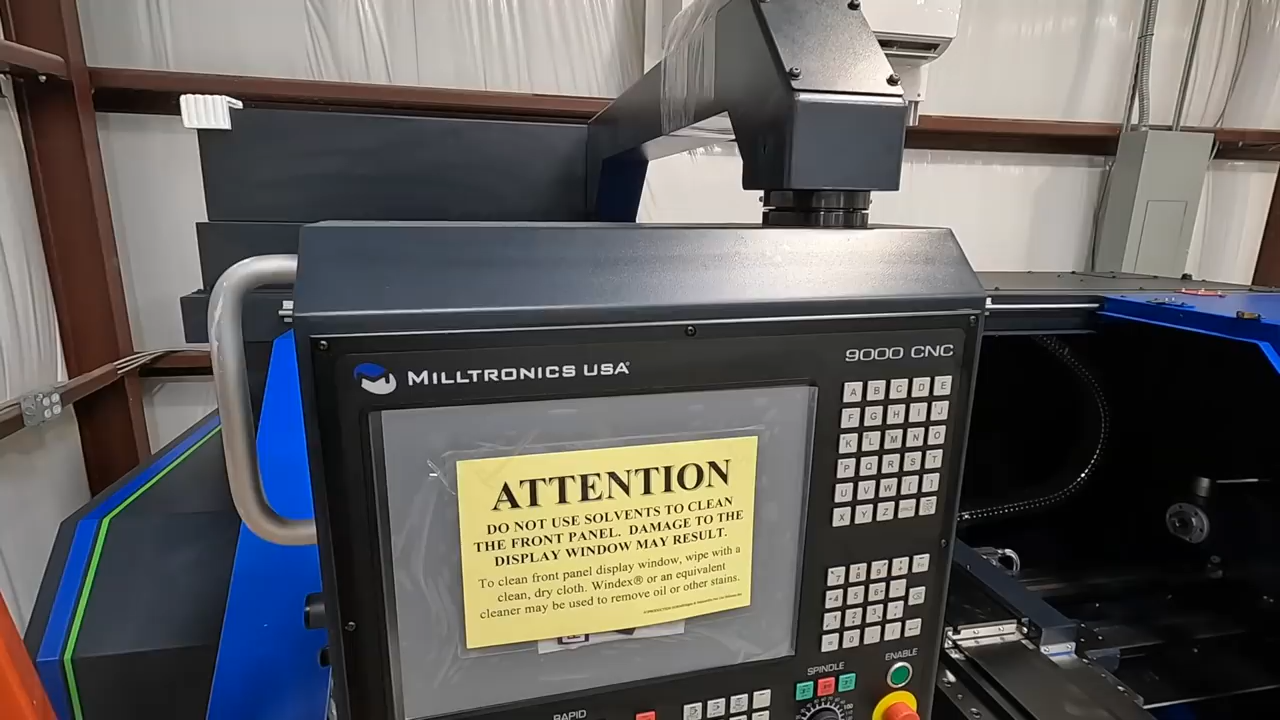 MILLTRONICS USA®
9000 CNC
ATTENTION
DO NOT USE SOLVENTS TO CLEAN
THE FRONT PANEL. DAMAGE TO THE
DISPLAY WINDOW MAY RESULT.
To clean front panel display window, wipe with a
clean, dry cloth. Windex® or an equivalent
cleaner may be used to remove oil or other stains.
A B C D E
F G H I J
K L M N O
P Q R S T
U V W [ ]
X Y Z
7 8 9 +
4 5 6 -
1 2 3
0
SPINDLE
ENABLE
RAPID
100